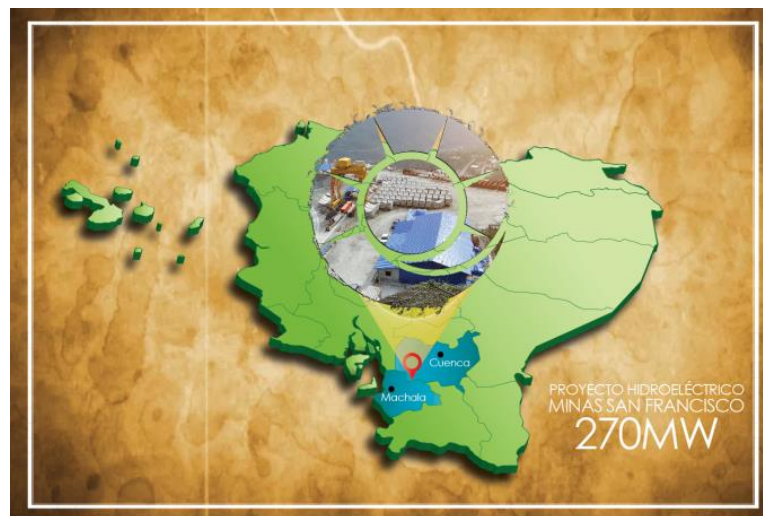 Cuenca
Machala
PROYECTO HIDROELÉCTRICO
MINAS SAN FRANCISCO
270MW